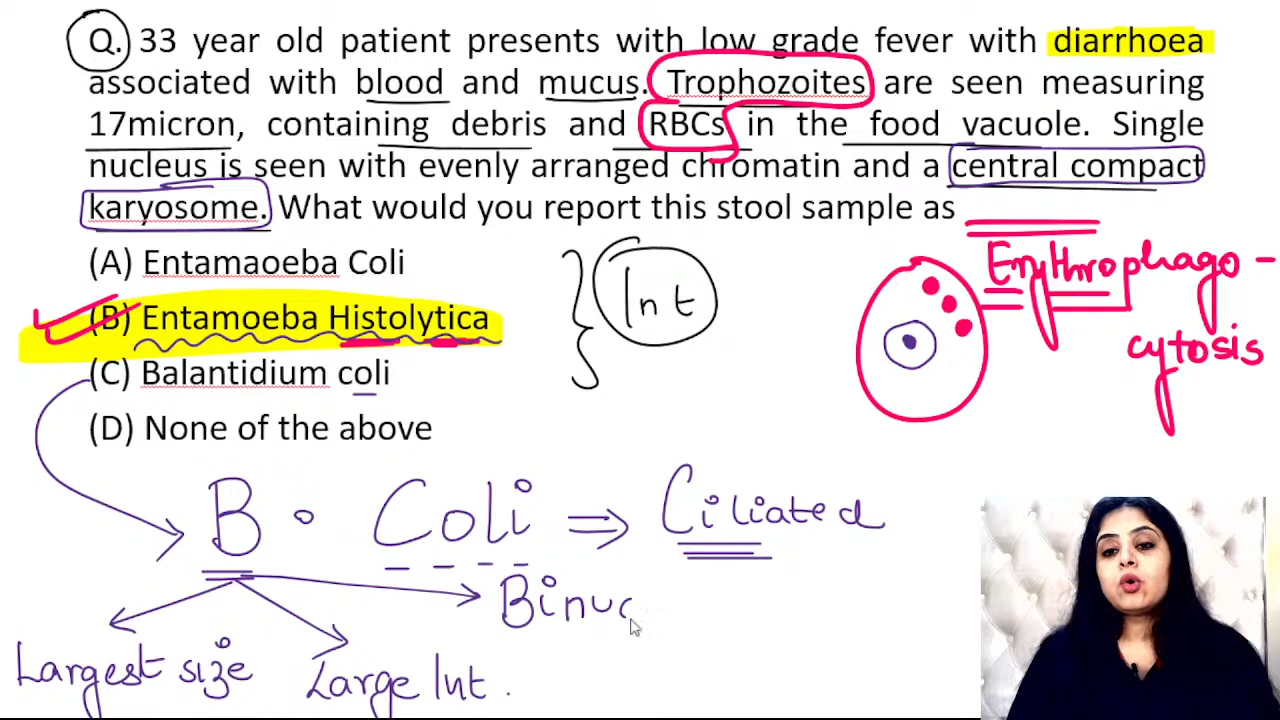 Q. 33 year old patient presents with low grade fever with diarrhoea
associated with blood and mucus. Trophozoites are seen measuring
17micron, containing debris and RBCs in the food vacuole. Single
nucleus is seen with evenly arranged chromatin and a central compact
karyosome. What would you report this stool sample as
(A) Entamaoeba Coli
(B) Entamoeba Histolytica
(C) Balantidium coli
(D) None of the above
Int
Erythrophago -
cytosis
B. Coli ⇒ Ciliated
Binuc
Largest size
Large Int.